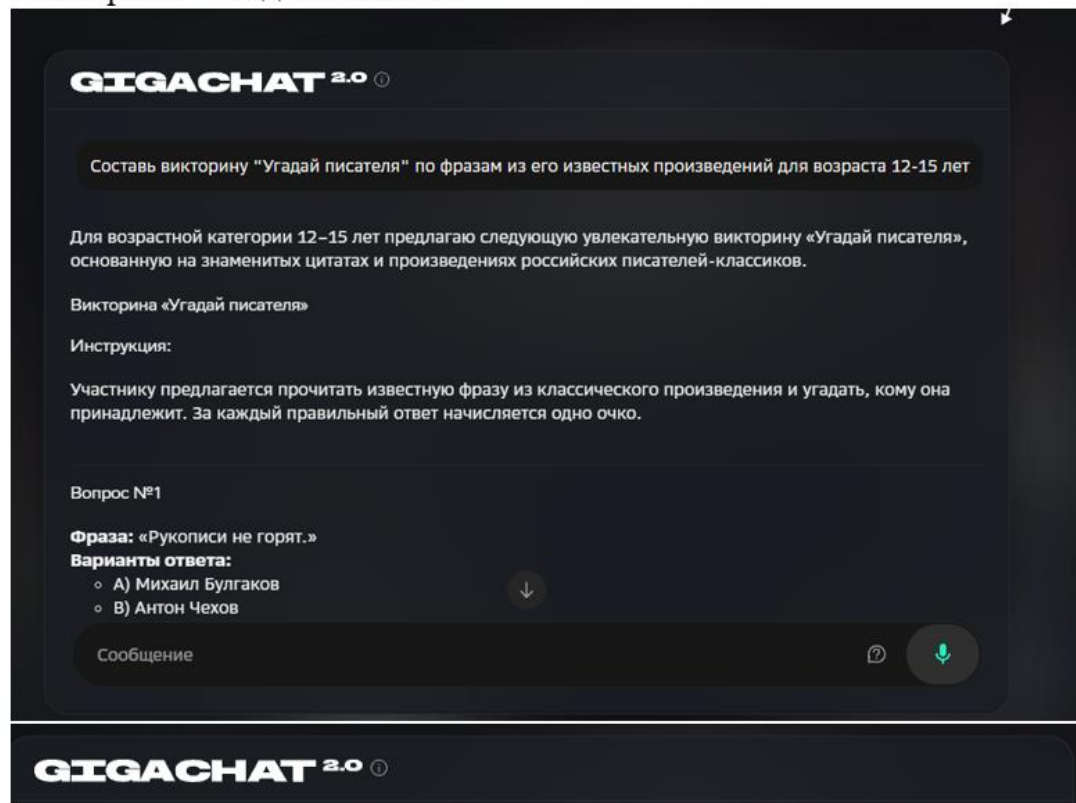 GIGACHAT 2.0
Составь викторину "Угадай писателя" по фразам из его известных произведений для возраста 12-15 лет
Для возрастной категории 12–15 лет предлагаю следующую увлекательную викторину «Угадай писателя»,
основанную на знаменитых цитатах и произведениях российских писателей-классиков.
Викторина «Угадай писателя»
Инструкция:
Участнику предлагается прочитать известную фразу из классического произведения и угадать, кому она
принадлежит. За каждый правильный ответ начисляется одно очко.
Вопрос №1
Фраза: «Рукописи не горят.»
Варианты ответа:
А) Михаил Булгаков
В) Антон Чехов
Сообщение
GIGACHAT 2.0